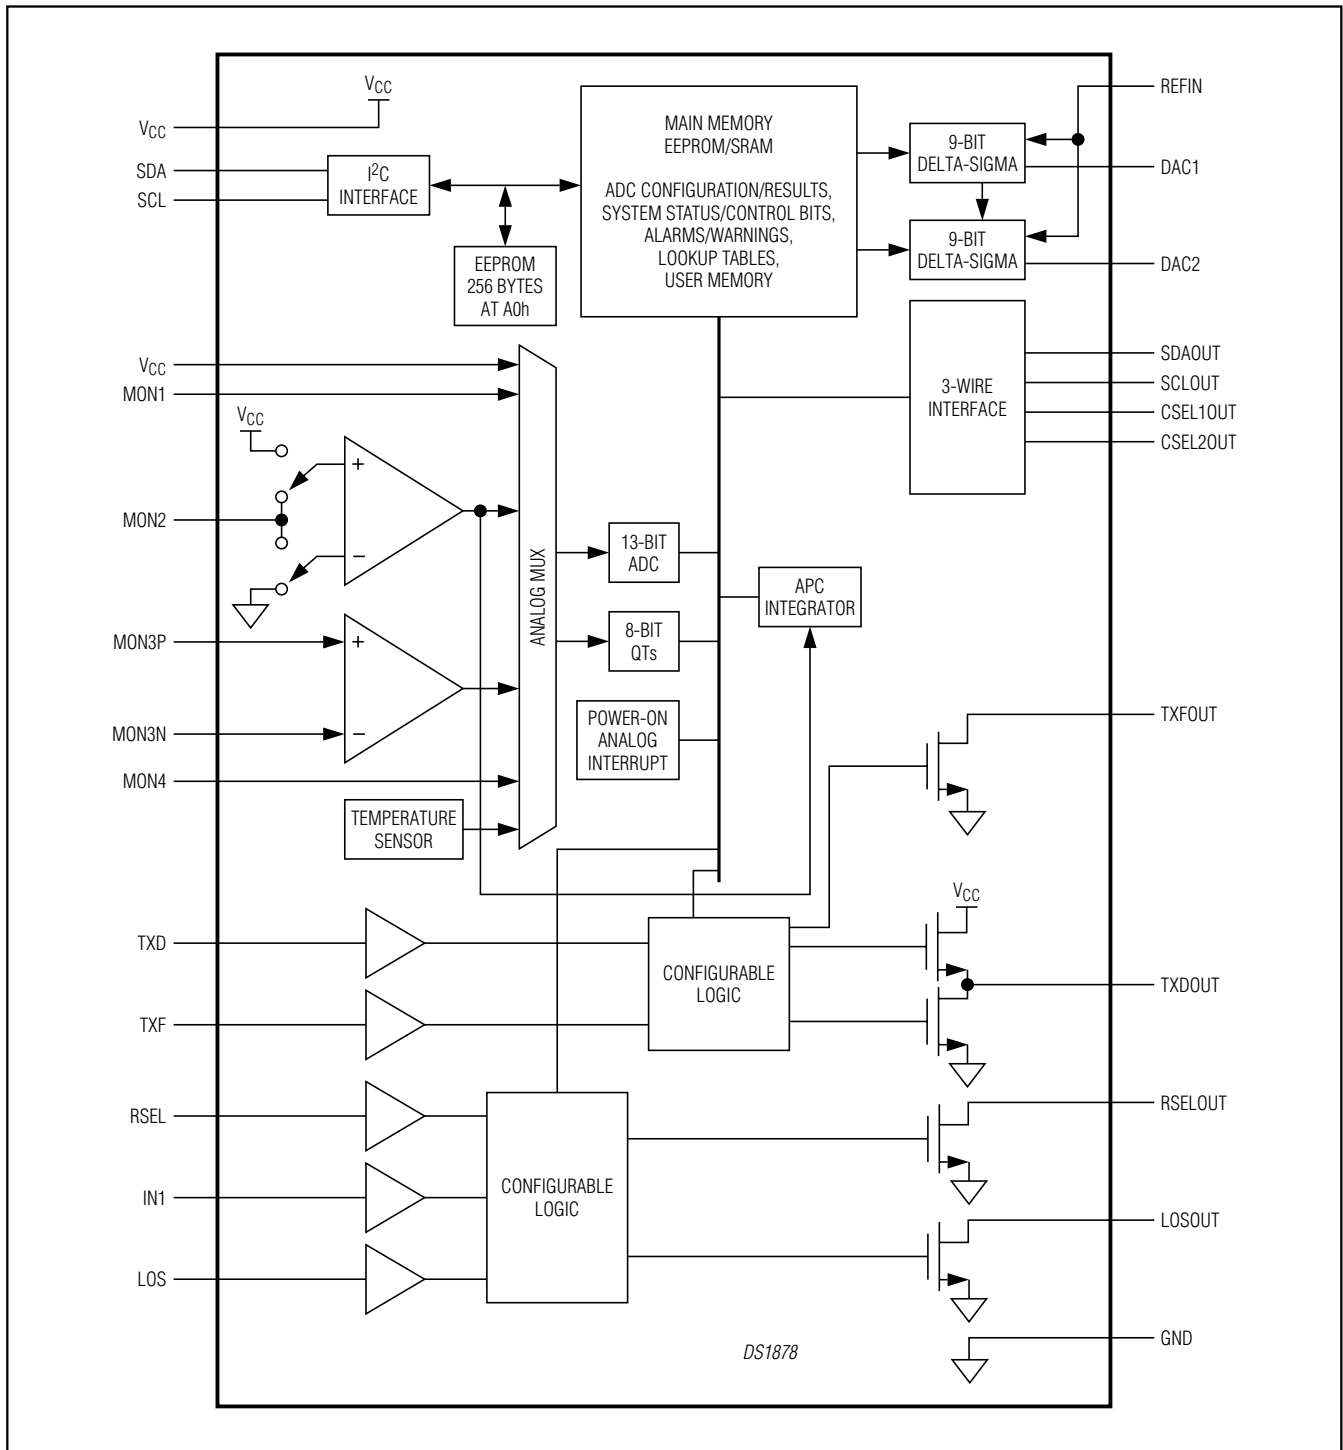 VCC
VCC
SDA
SCL
I2C
INTERFACE
EEPROM
256 BYTES
AT A0h
MAIN MEMORY
EEPROM/SRAM
ADC CONFIGURATION/RESULTS,
SYSTEM STATUS/CONTROL BITS,
ALARMS/WARNINGS,
LOOKUP TABLES,
USER MEMORY
9-BIT
DELTA-SIGMA
9-BIT
DELTA-SIGMA
REFIN
DAC1
DAC2
3-WIRE
INTERFACE
SDAOUT
SCLOUT
CSEL1OUT
CSEL2OUT
VCC
MON1
VCC
MON2
+
−
MON3P
+
MON3N
−
MON4
TEMPERATURE
SENSOR
ANALOG MUX
13-BIT
ADC
8-BIT
QTs
POWER-ON
ANALOG
INTERRUPT
APC
INTEGRATOR
TXFOUT
TXD
TXF
CONFIGURABLE
LOGIC
VCC
TXDOUT
RSEL
IN1
LOS
CONFIGURABLE
LOGIC
RSELOUT
LOSOUT
GND
DS1878